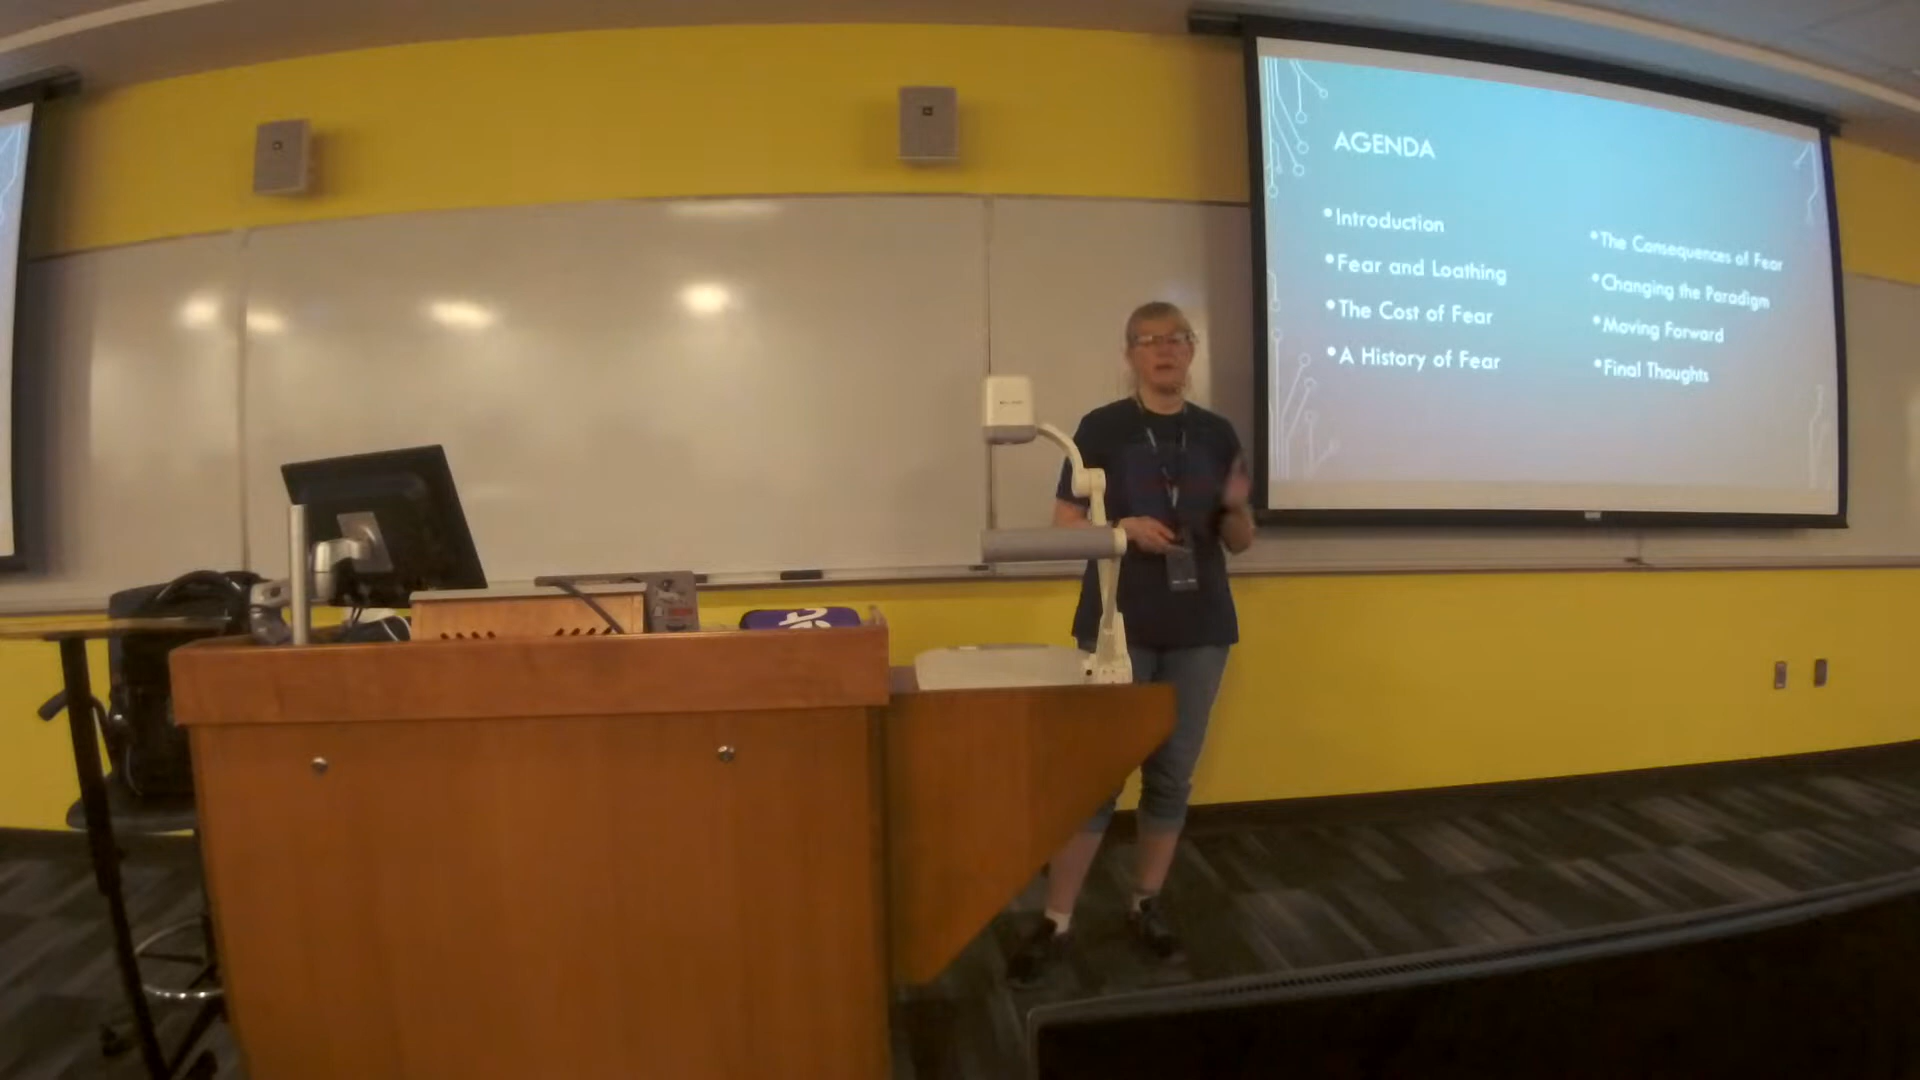 AGENDA
•Introduction
•Fear and Loathing
•The Cost of Fear
•A History of Fear
•The Consequences of Fear
•Changing the Paradigm
•Moving Forward
•Final Thoughts